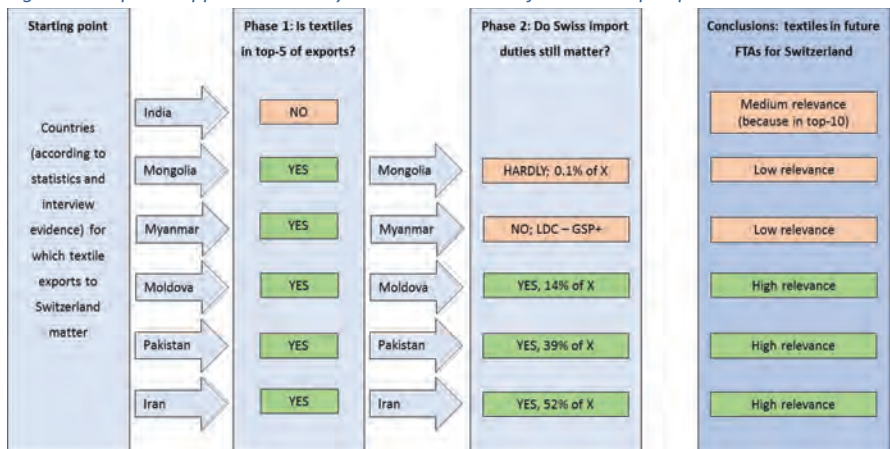 Starting point
Phase 1: Is textiles
in top-5 of exports?
Phase 2: Do Swiss import
duties still matter?
Conclusions: textiles in future
FTAs for Switzerland
Countries
(according to
statistics and
interview
evidence) for
which textile
exports to
Switzerland
matter
India
NO
Medium relevance
(because in top-10)
Mongolia
YES
Mongolia
HARDLY; 0.1% of X
Low relevance
Myanmar
YES
Myanmar
NO; LDC – GSP+
Low relevance
Moldova
YES
Moldova
YES, 14% of X
High relevance
Pakistan
YES
Pakistan
YES, 39% of X
High relevance
Iran
YES
Iran
YES, 52% of X
High relevance